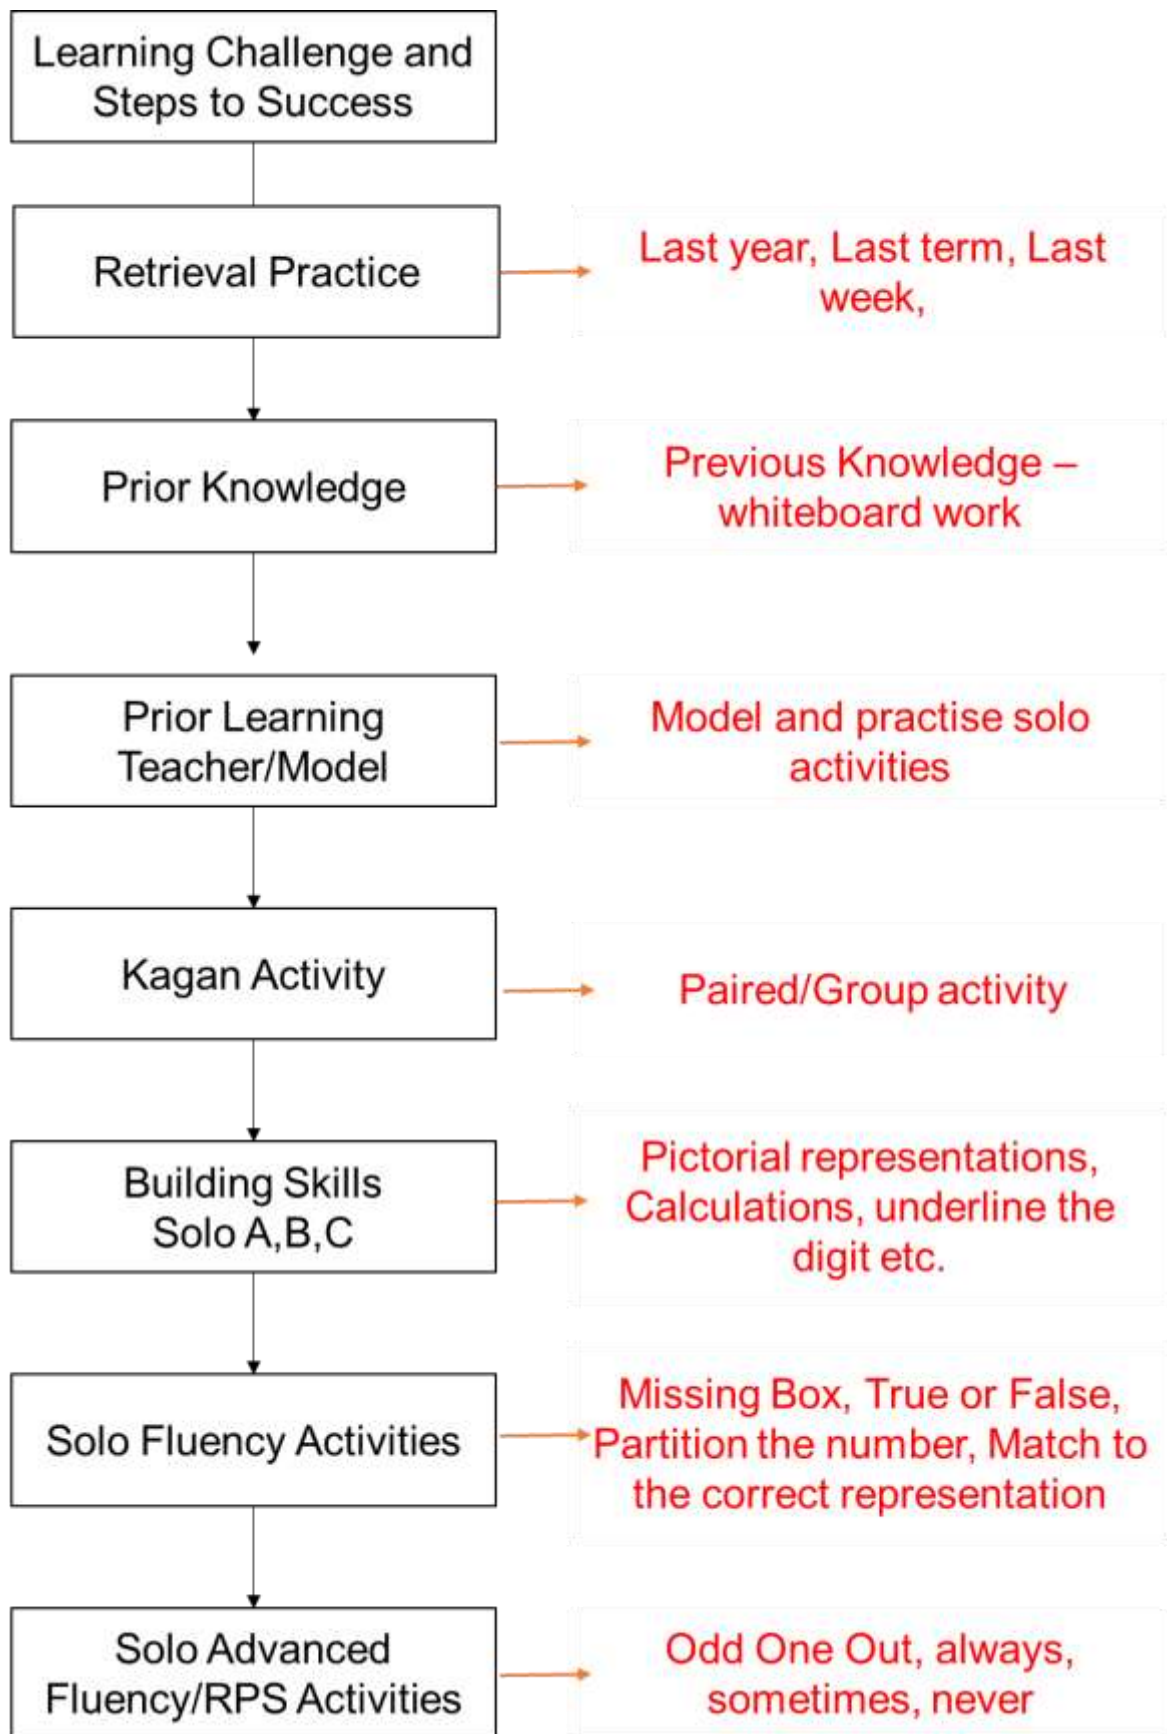 Learning Challenge and
Steps to Success
Retrieval Practice
Last year, Last term, Last
week,
Prior Knowledge
Previous Knowledge –
whiteboard work
Prior Learning
Teacher/Model
Model and practise solo
activities
Kagan Activity
Paired/Group activity
Building Skills
Solo A,B,C
Pictorial representations,
Calculations, underline the
digit etc.
Solo Fluency Activities
Missing Box, True or False,
Partition the number, Match to
the correct representation
Solo Advanced
Fluency/RPS Activities
Odd One Out, always,
sometimes, never